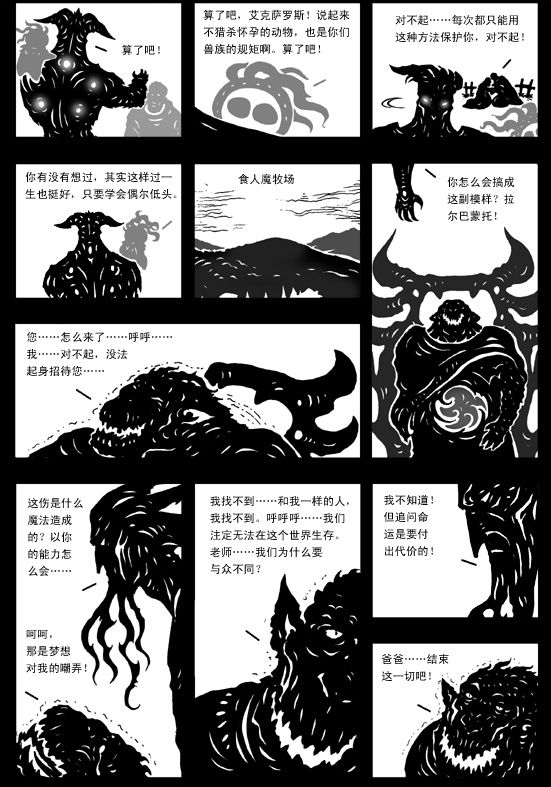 算了吧！
算了吧，艾克萨罗斯！说起来
不猎杀怀孕的动物，也是你们
兽族的规矩啊。算了吧！
对不起……每次都只能用
这种方法保护你，对不起！
你有没有想过，其实这样过一
生也挺好，只要学会偶尔低头。
食人魔牧场
你怎么会搞成
这副模样？拉
尔巴蒙托！
您……怎么来了……呼呼……
我……对不起，没法
起身招待您……
这伤是什么
魔法造成
的？以你
的能力怎
么会……
呵呵，
那是梦想
对我的嘲弄！
我找不到……和我一样的人，
我找不到。呼呼呼……我们
注定无法在这个世界生存。
老师……我们为什么要
与众不同？
我不知道！
但追问命
运是要付
出代价的！
爸爸……结束
这一切吧！